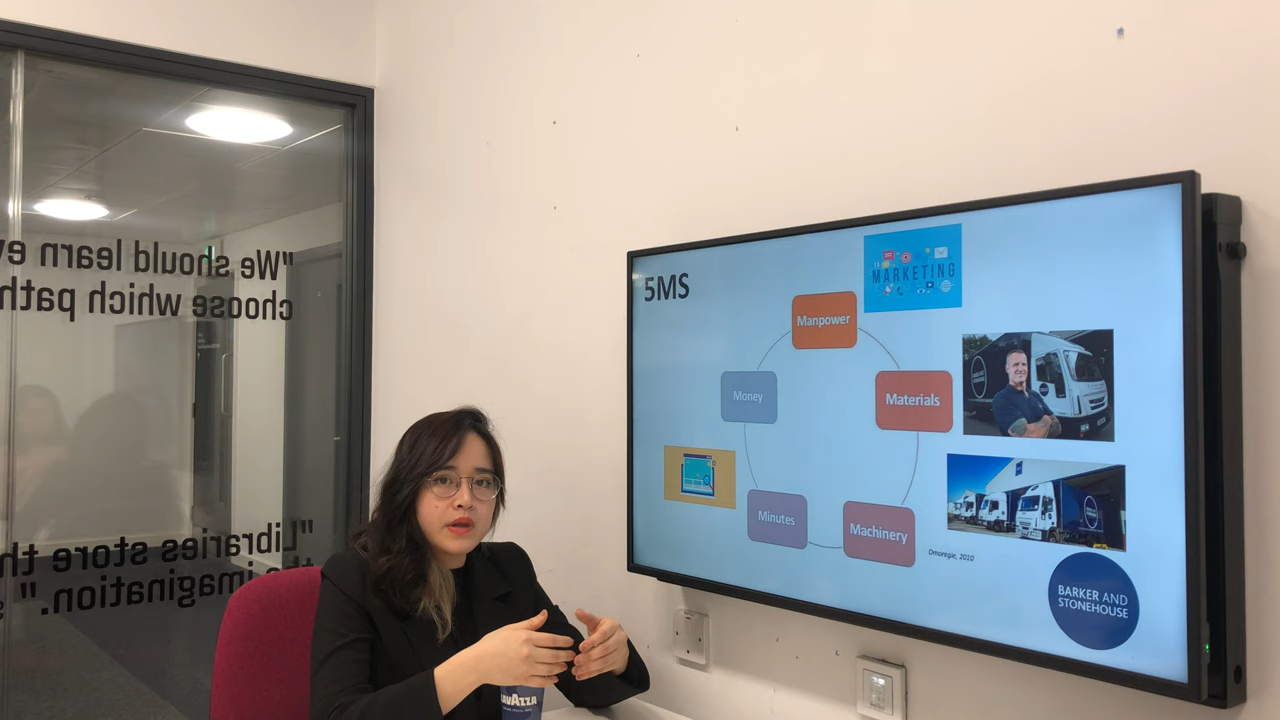 "We should learn ev
choose which path
"Libraries store th
the imagination."
LAVAZZA
5MS
MARKETING
Manpower
Money
Materials
Minutes
Machinery
Omoregie, 2010
BARKER AND
STONEHOUSE